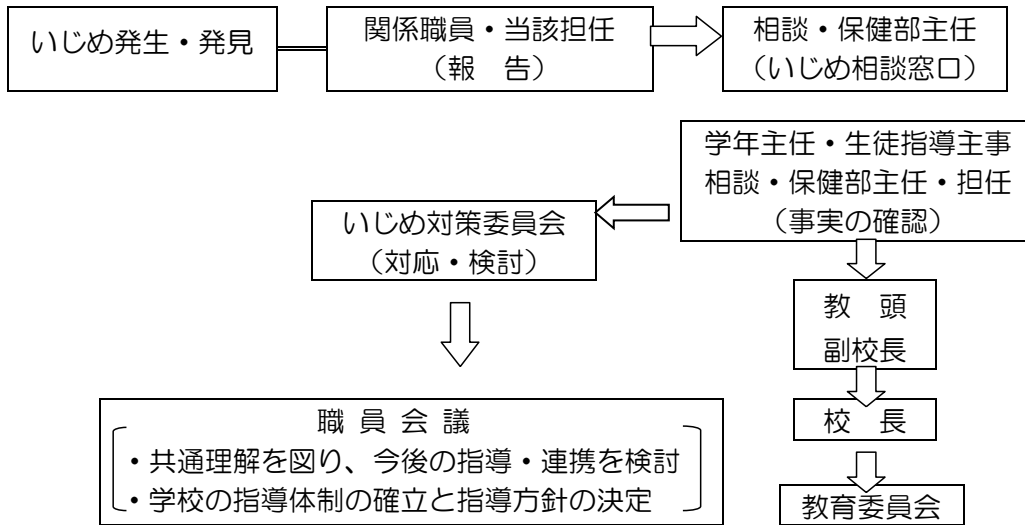 いじめ発生・発見
関係職員・当該担任
（報　告）
相談・保健部主任
（いじめ相談窓口）
学年主任・生徒指導主事
相談・保健部主任・担任
（事実の確認）
いじめ対策委員会
（対応・検討）
教　頭
副校長
校　長
教育委員会
職 員 会 議
・共通理解を図り、今後の指導・連携を検討
・学校の指導体制の確立と指導方針の決定